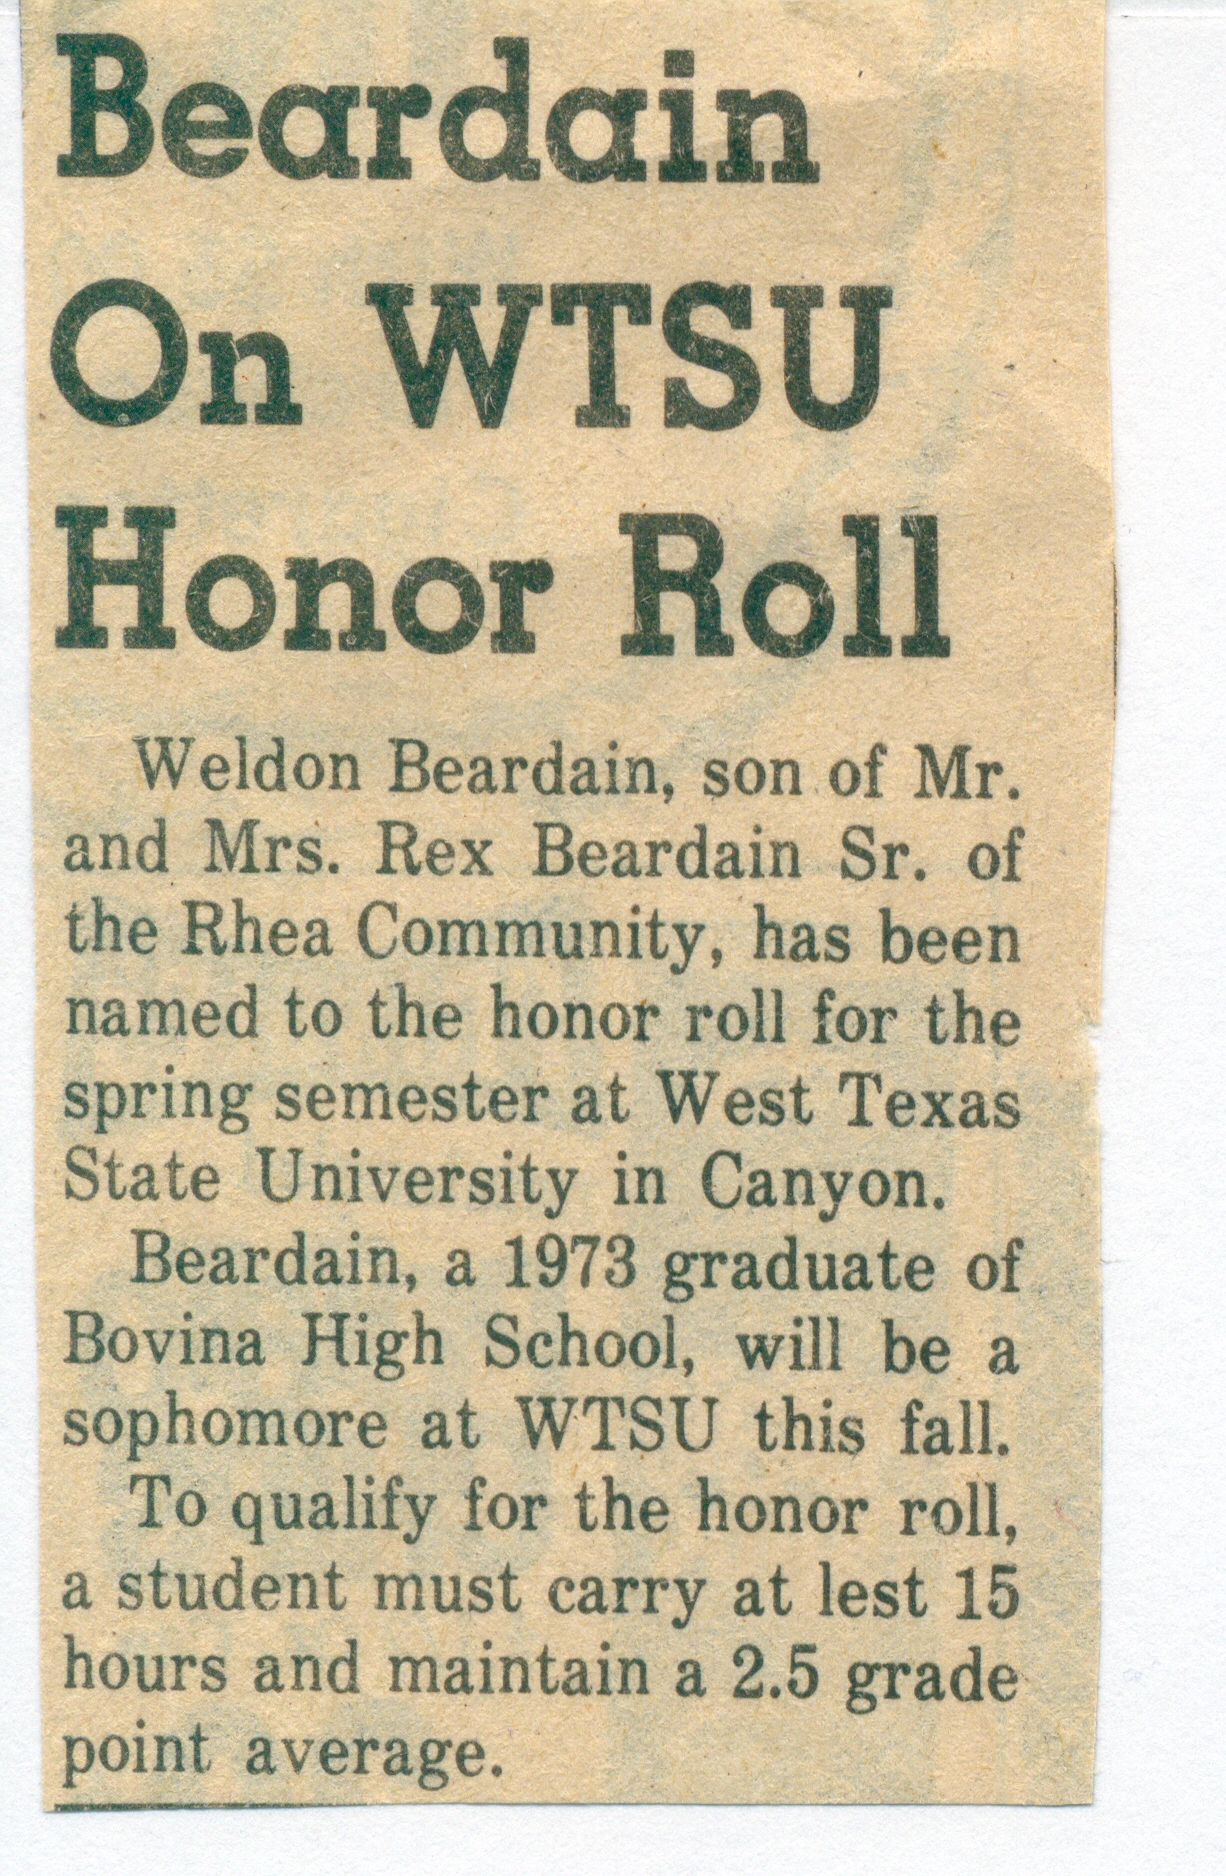 Beardain
On WTSU
Honor Roll
Weldon Beardain, son of Mr.
and Mrs. Rex Beardain Sr. of
the Rhea Community, has been
named to the honor roll for the
spring semester at West Texas
State University in Canyon.
Beardain, a 1973 graduate of
Bovina High School, will be a
sophomore at WTSU this fall.
To qualify for the honor roll,
a student must carry at lest 15
hours and maintain a 2.5 grade
point average.